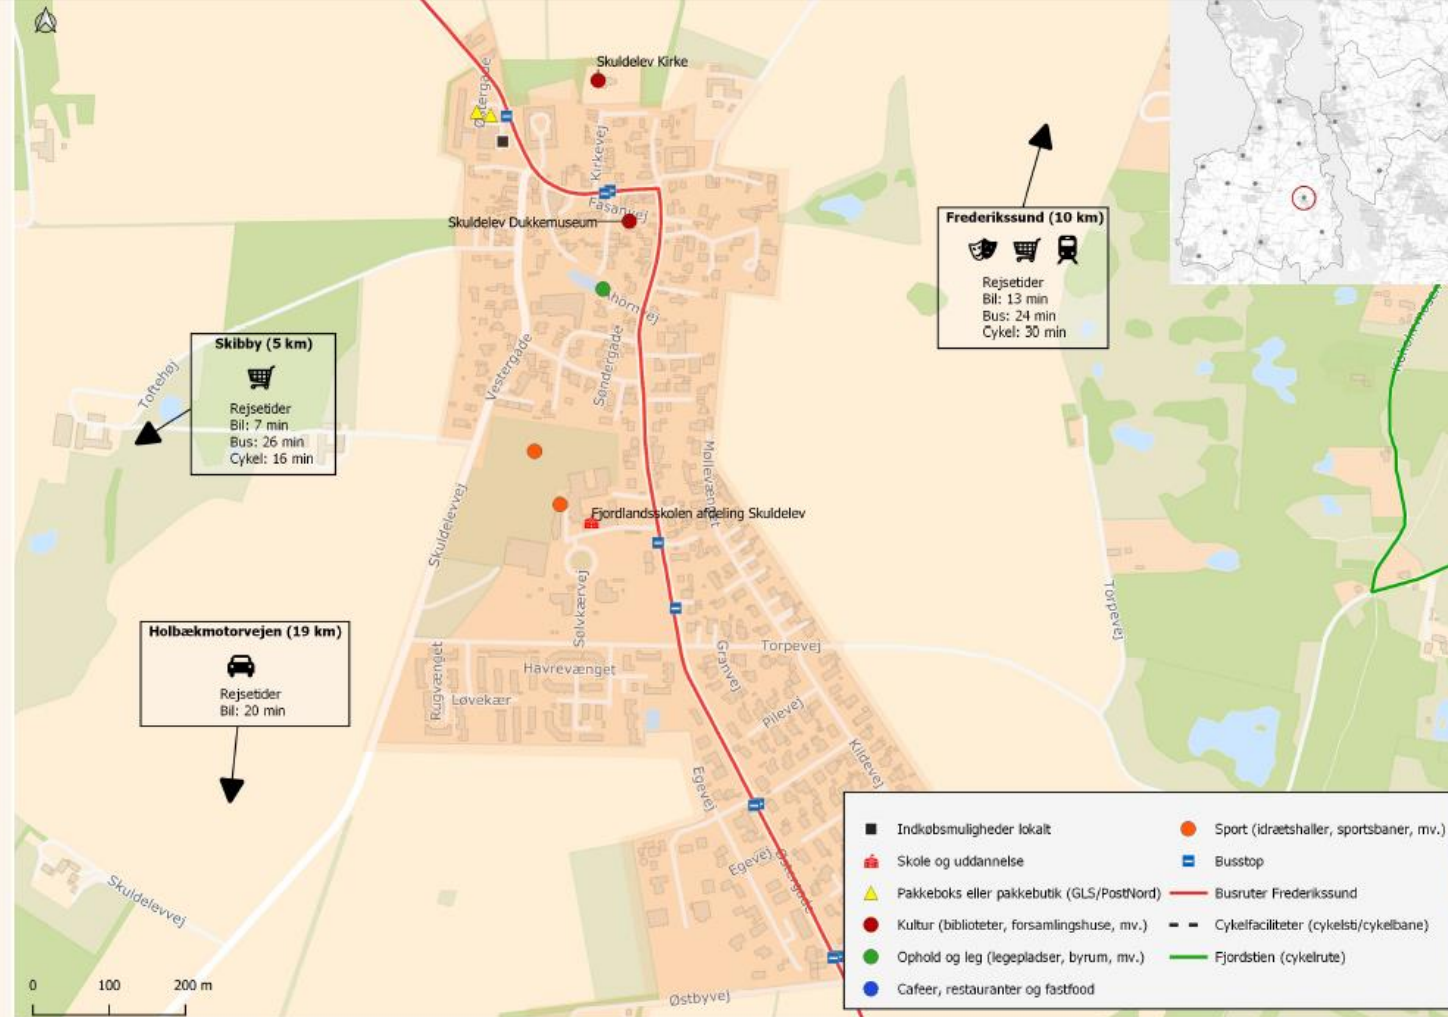 Skuldelev Kirke
Østergade
Kirkevej
Fasanvej
Skuldelev Dukkemuseum
Ahornvej
Frederikssund (10 km)
Rejsetider
Bil: 13 min
Bus: 24 min
Cykel: 30 min
Skibby (5 km)
Rejsetider
Bil: 7 min
Bus: 26 min
Cykel: 16 min
Toftehøj
Vestergade
Søndergade
Møllevænget
Fjordlandsskolen afdeling Skuldelev
Skuldelevvej
Sølvkærvej
Torpevej
Holbækmotorvejen (19 km)
Rejsetider
Bil: 20 min
Rugvænget
Havrevænget
Løvekær
Granvej
Torpevej
Pilevej
Kildevej
Egevej
Egevej
Østergade
Skuldelevvej
Østbyvej
0 100 200 m
Indkøbsmuligheder lokalt
Skole og uddannelse
Pakkeboks eller pakkebutik (GLS/PostNord)
Kultur (biblioteter, forsamlingshuse, mv.)
Ophold og leg (legepladser, byrum, mv.)
Cafeer, restauranter og fastfood
Sport (idrætshaller, sportsbaner, mv.)
Busstop
Busruter Frederikssund
Cykelfaciliteter (cykelsti/cykelbane)
Fjordstien (cykelrute)